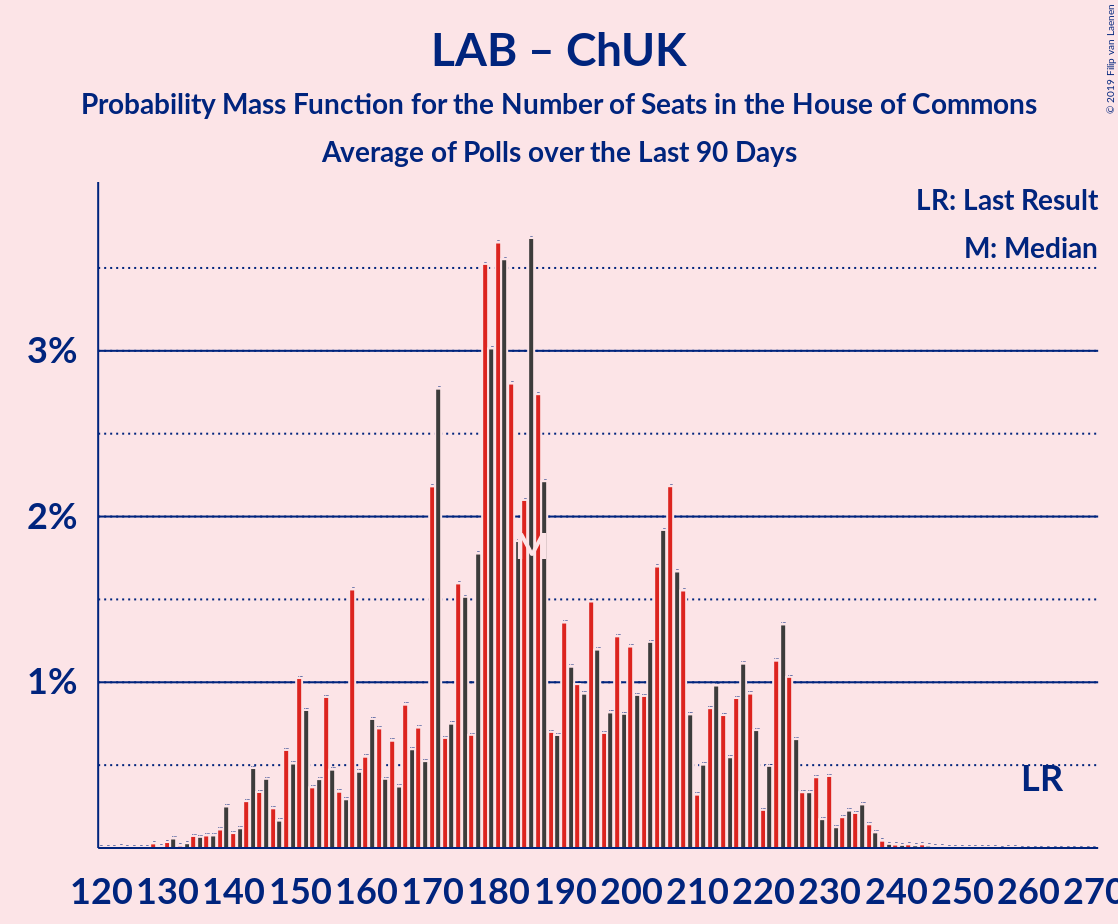 LAB – ChUK
Probability Mass Function for the Number of Seats in the House of Commons
Average of Polls over the Last 90 Days
© 2019 Filip van Laenen
LR: Last Result
M: Median
3%
2%
1%
M
LR
120 130 140 150 160 170 180 190 200 210 220 230 240 250 260 270